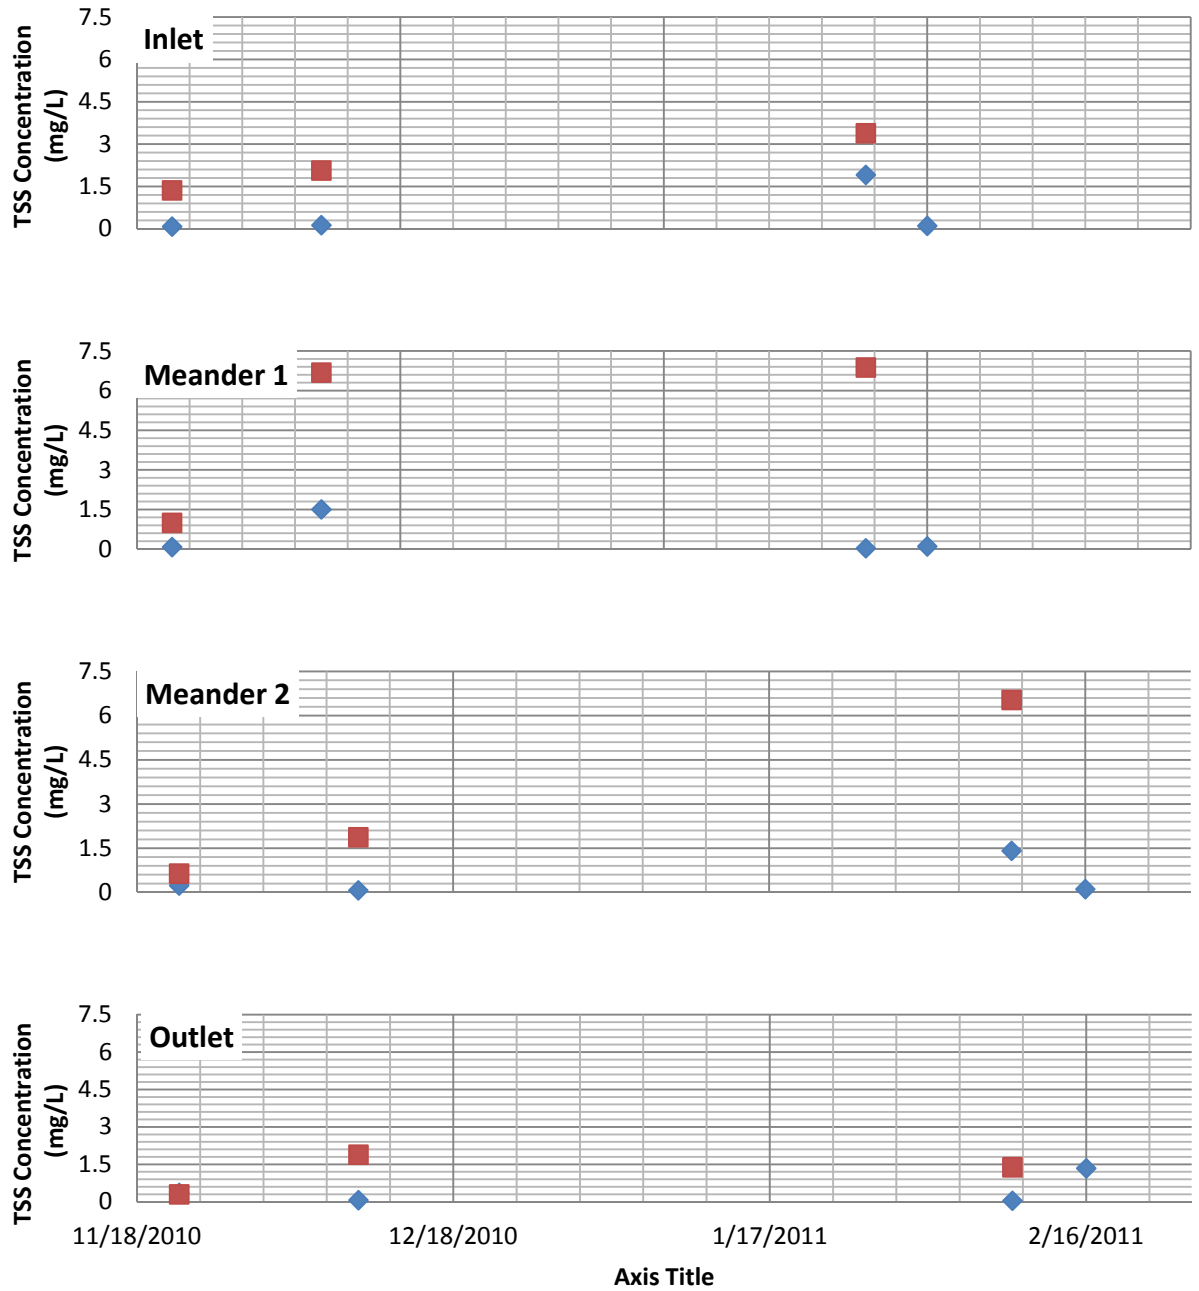 Inlet
TSS Concentration
(mg/L)
7.5
6
4.5
3
1.5
0
Meander 1
TSS Concentration
(mg/L)
7.5
6
4.5
3
1.5
0
Meander 2
TSS Concentration
(mg/L)
7.5
6
4.5
3
1.5
0
Outlet
TSS Concentration
(mg/L)
7.5
6
4.5
3
1.5
0
11/18/2010 12/18/2010 1/17/2011 2/16/2011
Axis Title